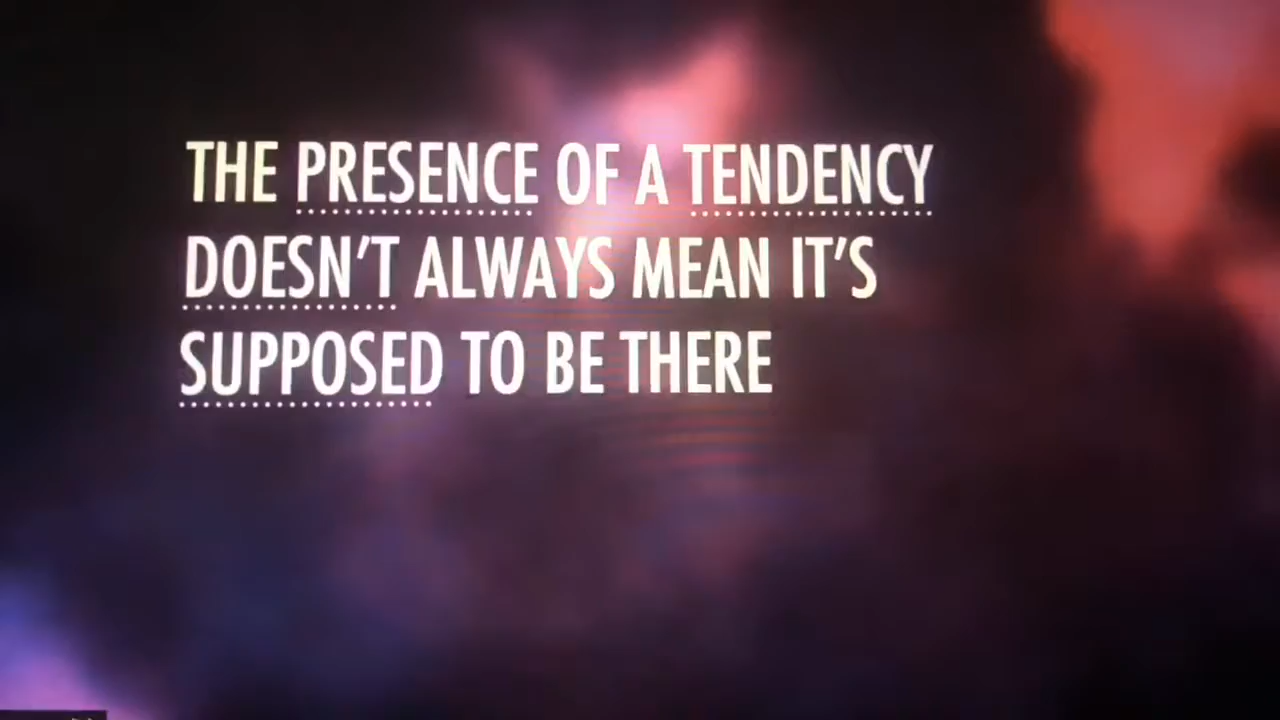 THE PRESENCE OF A TENDENCY
DOESN'T ALWAYS MEAN IT'S
SUPPOSED TO BE THERE